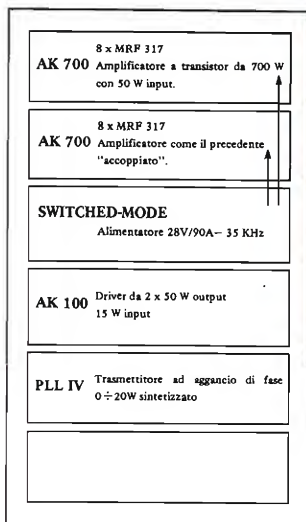 8 x MRF 317
AK 700 Amplificatore a transistor da 700 W
con 50 W input.
8 x MRF 317
AK 700 Amplificatore come il precedente
"accoppiato".
SWITCHED-MODE
Alimentatore 28V/90A– 35 KHz
AK 100 Driver da 2 x 50 W output
15 W input
PLL IV Trasmettitore ad aggancio di fase
0÷20W sintetizzato